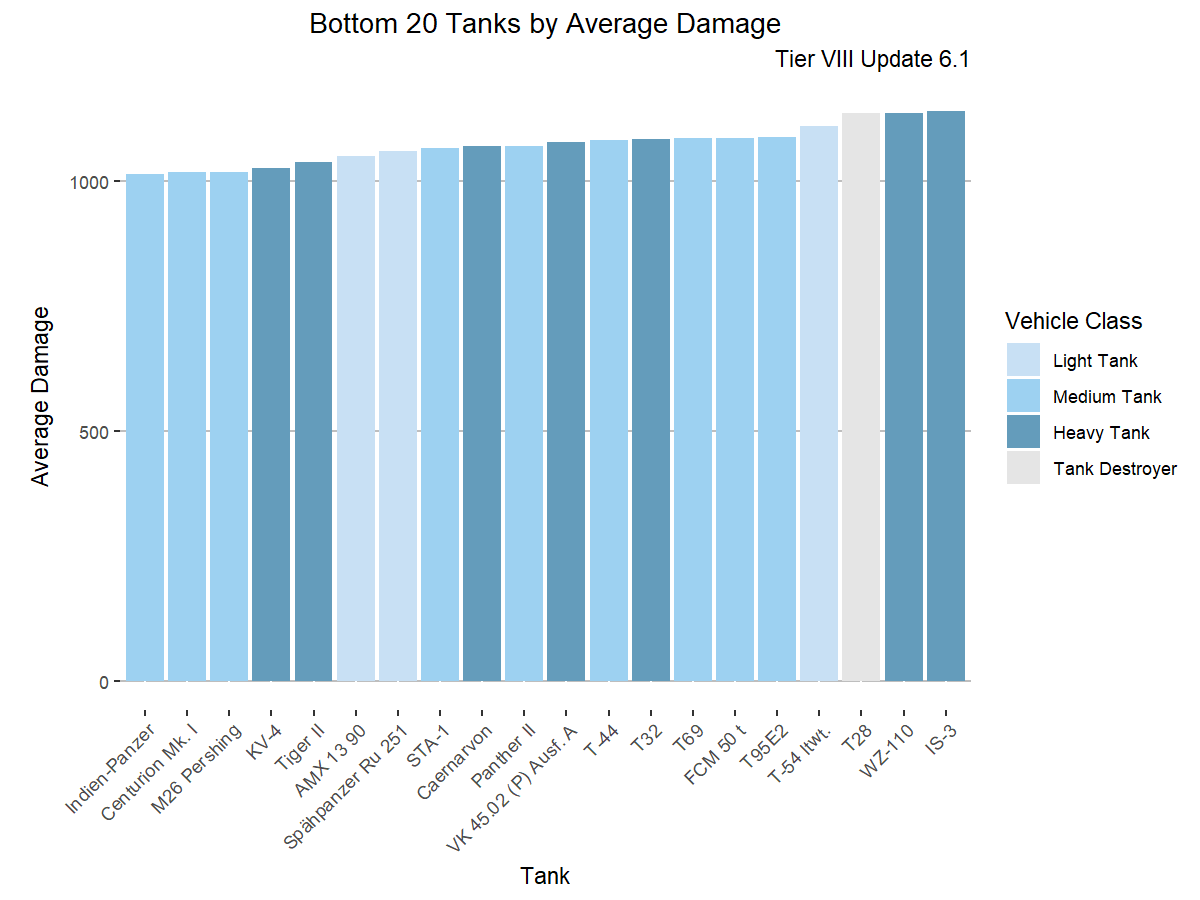 Bottom 20 Tanks by Average Damage
Tier VIII Update 6.1
Average Damage
1000
500
0
Indien-Panzer
Centurion Mk. I
M26 Pershing
KV-4
Tiger II
AMX 13 90
Spähpanzer Ru 251
STA-1
Caernarvon
Panther II
VK 45.02 (P) Ausf. A
T-44
T32
T69
FCM 50 t
T95E2
T-54 ltwt.
T28
WZ-110
IS-3
Tank
Vehicle Class
Light Tank
Medium Tank
Heavy Tank
Tank Destroyer